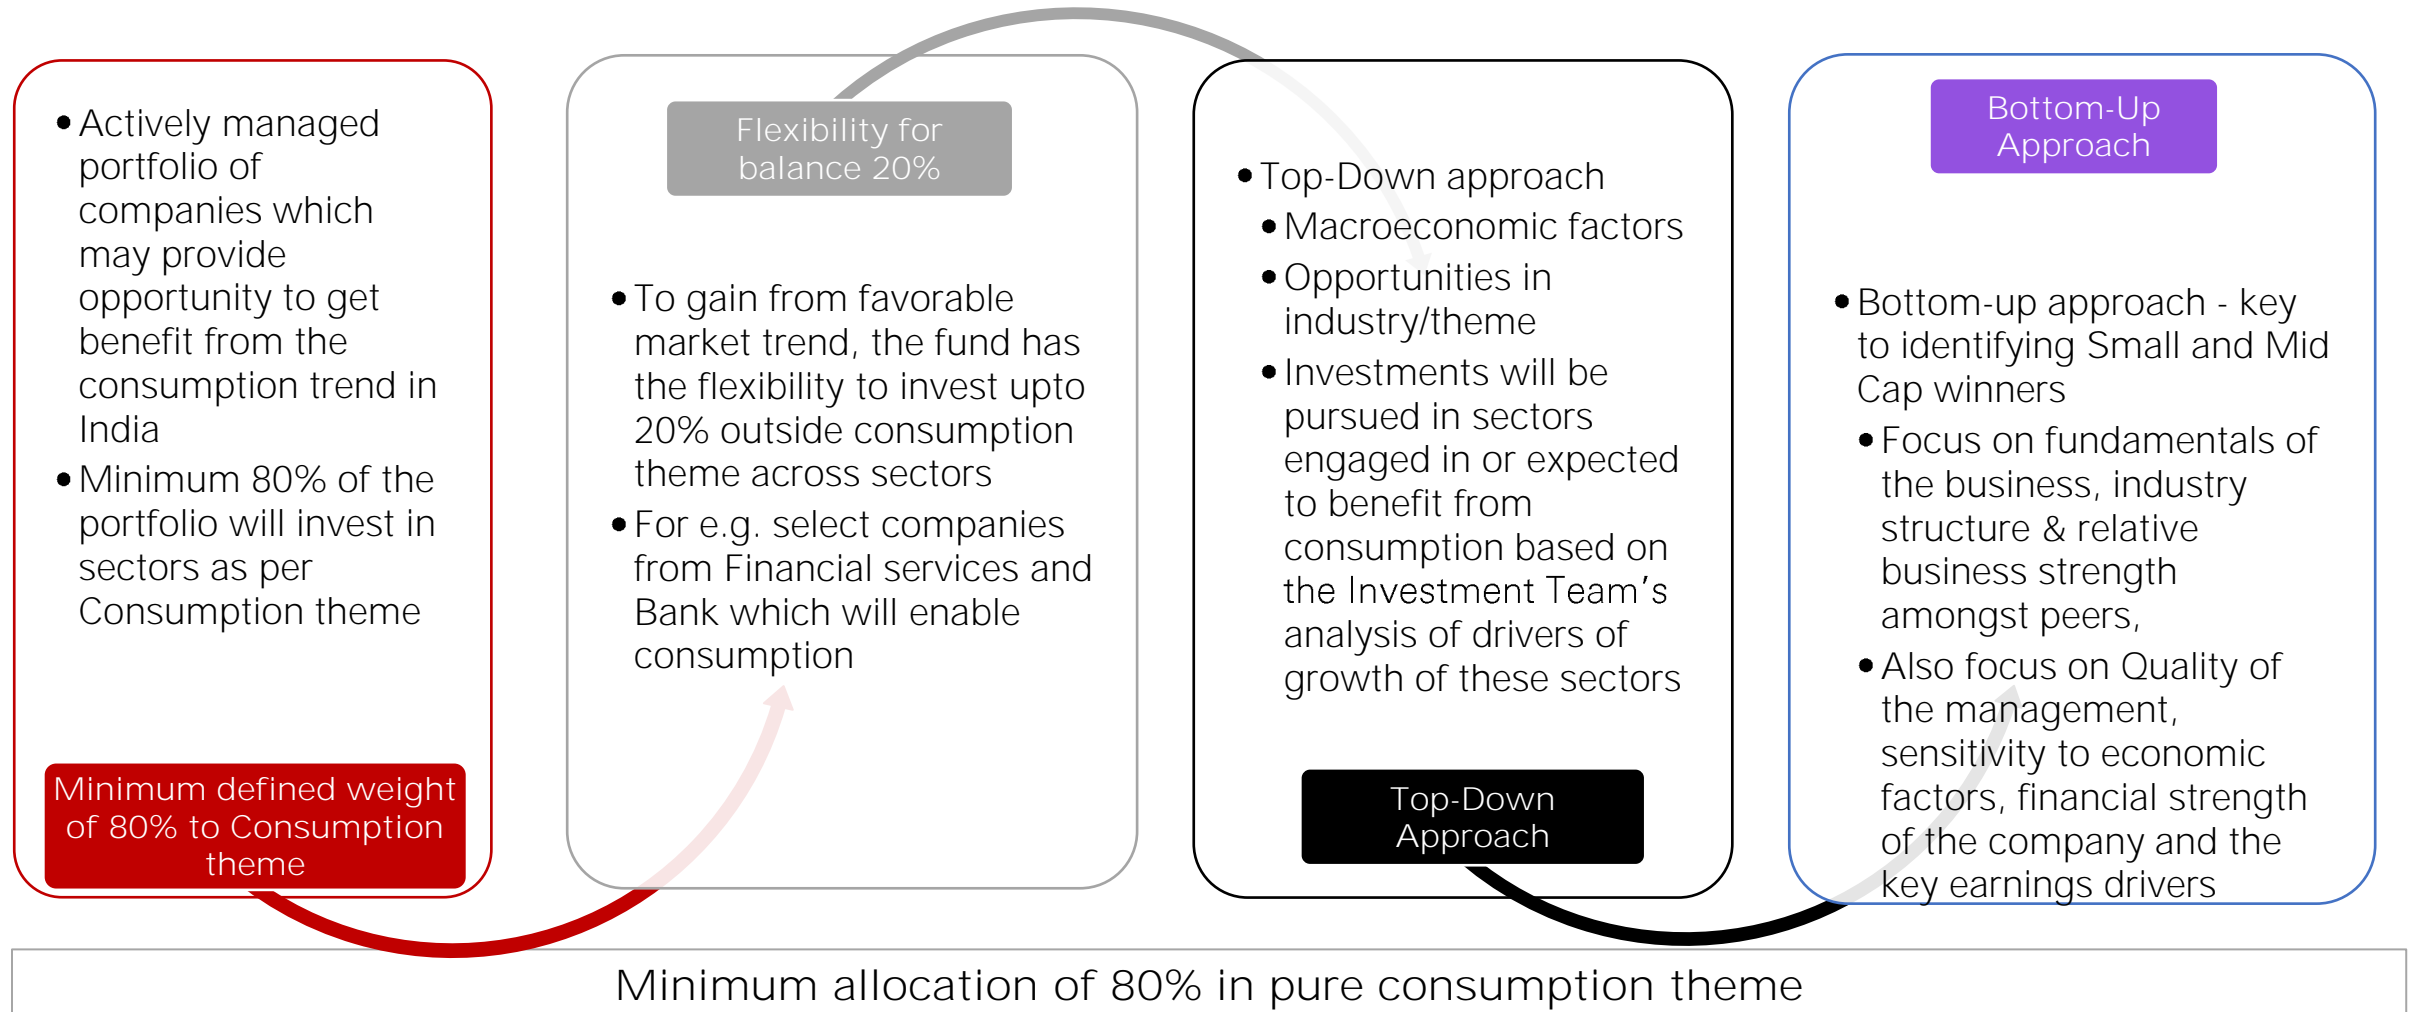 • Actively managed
portfolio of
companies which
may provide
opportunity to get
benefit from the
consumption trend in
India
• Minimum 80% of the
portfolio will invest in
sectors as per
Consumption theme
Minimum defined weight
of 80% to Consumption
theme
Flexibility for
balance 20%
• To gain from favorable
market trend, the fund has
the flexibility to invest upto
20% outside consumption
theme across sectors
• For e.g. select companies
from Financial services and
Bank which will enable
consumption
• Top-Down approach
• Macroeconomic factors
• Opportunities in
industry/theme
• Investments will be
pursued in sectors
engaged in or expected
to benefit from
consumption based on
the Investment Team’s
analysis of drivers of
growth of these sectors
Top-Down
Approach
Bottom-Up
Approach
• Bottom-up approach - key
to identifying Small and Mid
Cap winners
• Focus on fundamentals of
the business, industry
structure & relative
business strength
amongst peers,
• Also focus on Quality of
the management,
sensitivity to economic
factors, financial strength
of the company and the
key earnings drivers
Minimum allocation of 80% in pure consumption theme